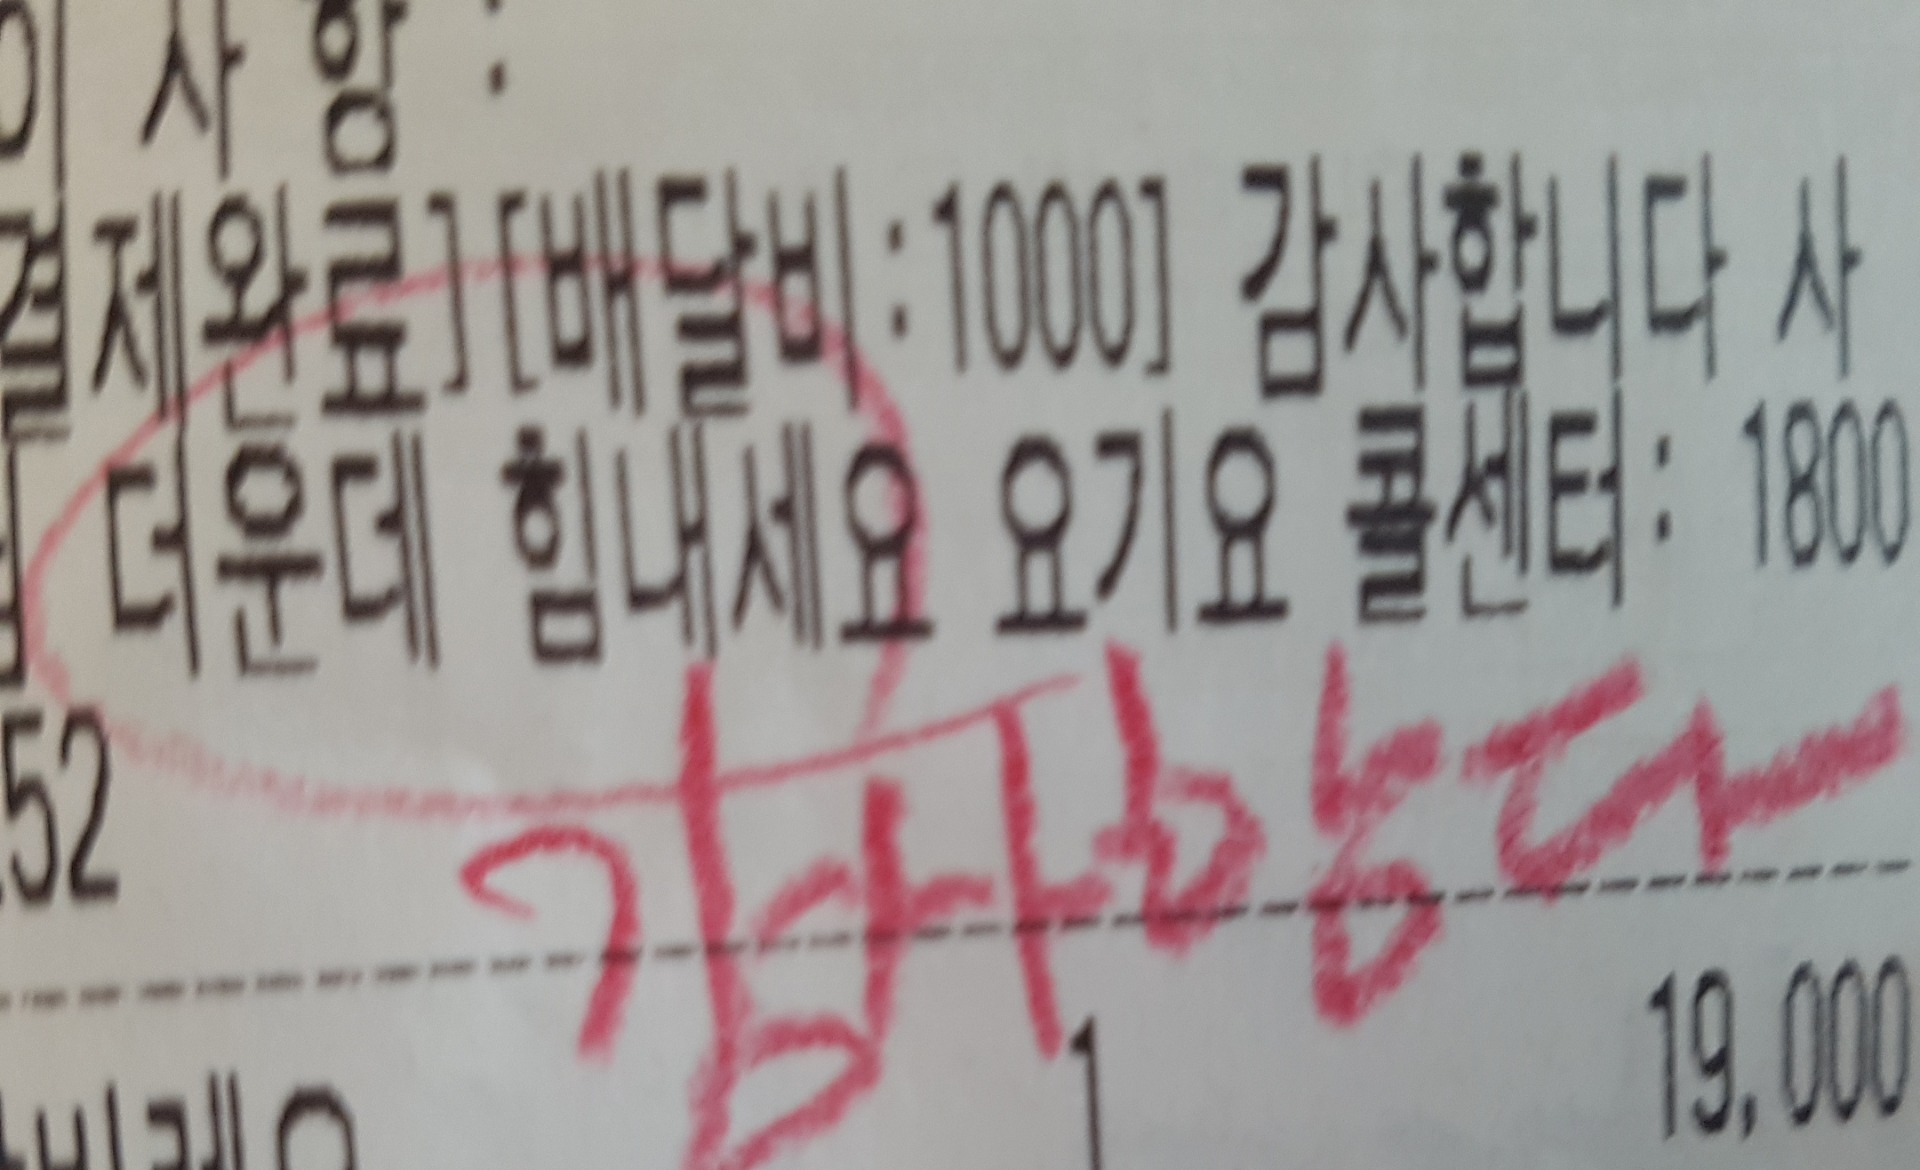 사항 :
결제완료] [배달비:1000] 감사합니다 사
더운데 힘내세요 요기요 콜센터: 1800
52
감사합니다
1 19,000